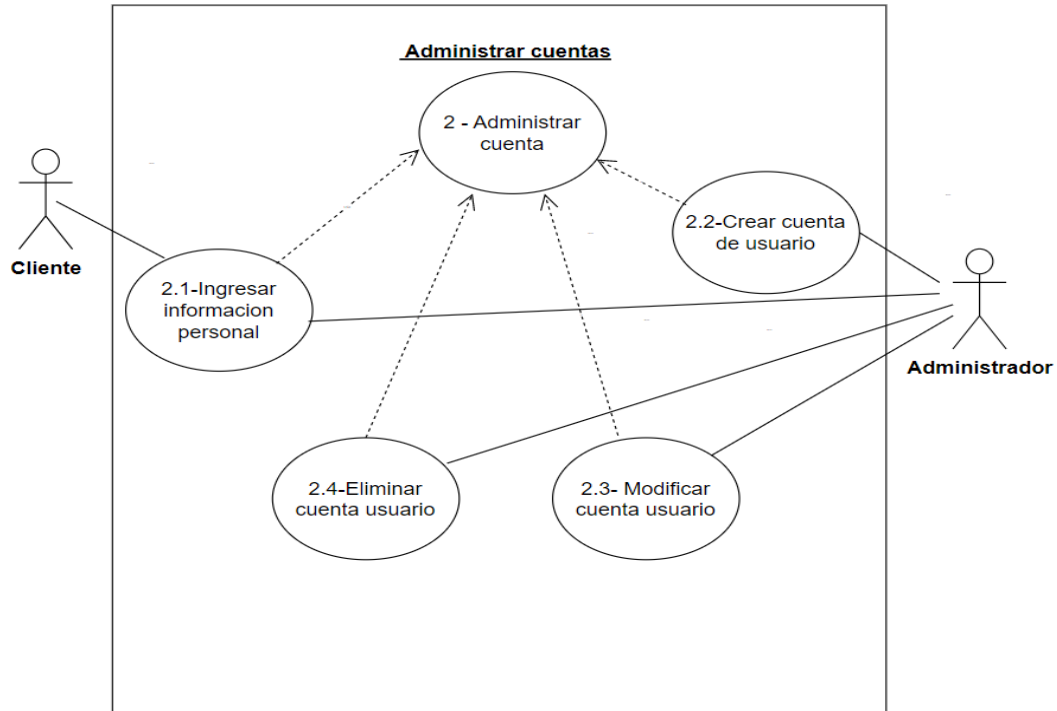 Administrar cuentas
2 - Administrar
cuenta
2.2-Crear cuenta
de usuario
Cliente
2.1-Ingresar
informacion
personal
Administrador
2.4-Eliminar
cuenta usuario
2.3- Modificar
cuenta usuario